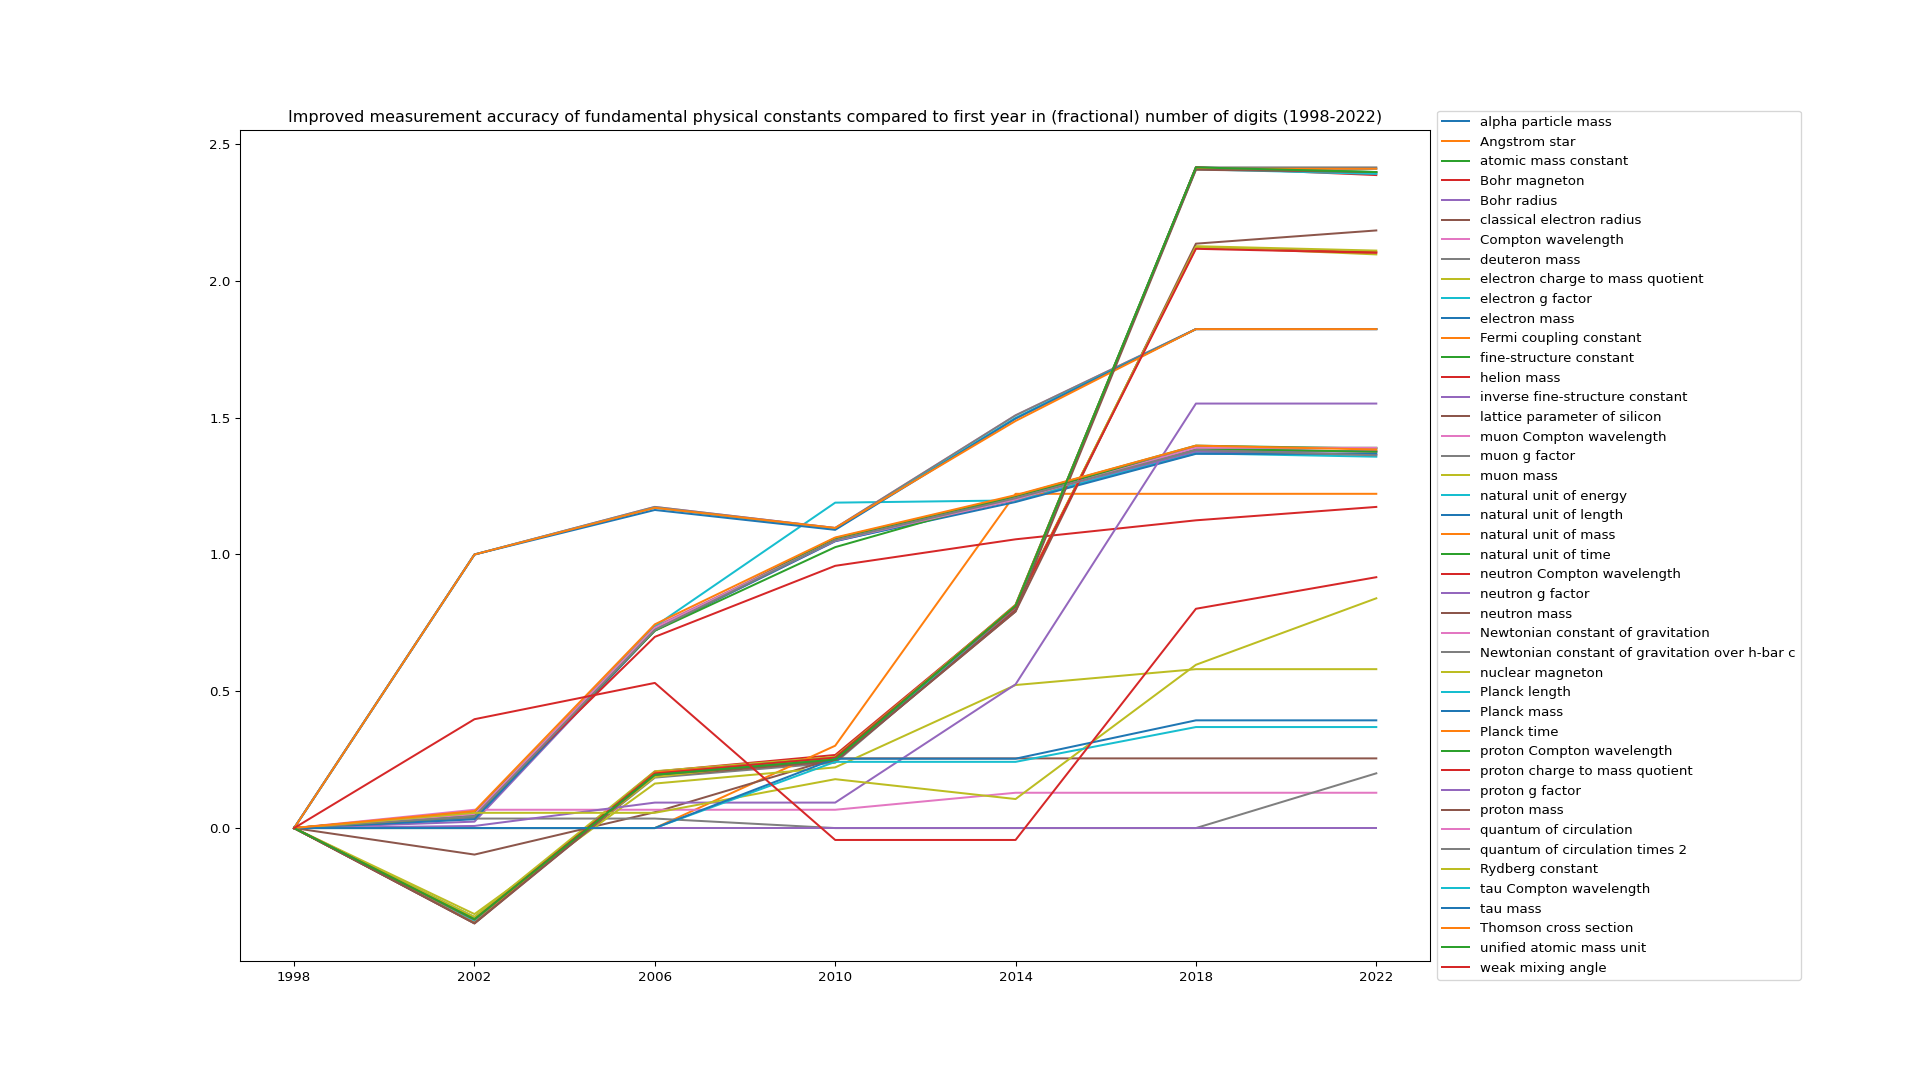 Improved measurement accuracy of fundamental physical constants compared to first year in (fractional) number of digits (1998-2022)
2.5
2.0
1.5
1.0
0.5
0.0
1998 2002 2006 2010 2014 2018 2022
alpha particle mass
Angstrom star
atomic mass constant
Bohr magneton
Bohr radius
classical electron radius
Compton wavelength
deuteron mass
electron charge to mass quotient
electron g factor
electron mass
Fermi coupling constant
fine-structure constant
helion mass
inverse fine-structure constant
lattice parameter of silicon
muon Compton wavelength
muon g factor
muon mass
natural unit of energy
natural unit of length
natural unit of mass
natural unit of time
neutron Compton wavelength
neutron g factor
neutron mass
Newtonian constant of gravitation
Newtonian constant of gravitation over h-bar c
nuclear magneton
Planck length
Planck mass
Planck time
proton Compton wavelength
proton charge to mass quotient
proton g factor
proton mass
quantum of circulation
quantum of circulation times 2
Rydberg constant
tau Compton wavelength
tau mass
Thomson cross section
unified atomic mass unit
weak mixing angle